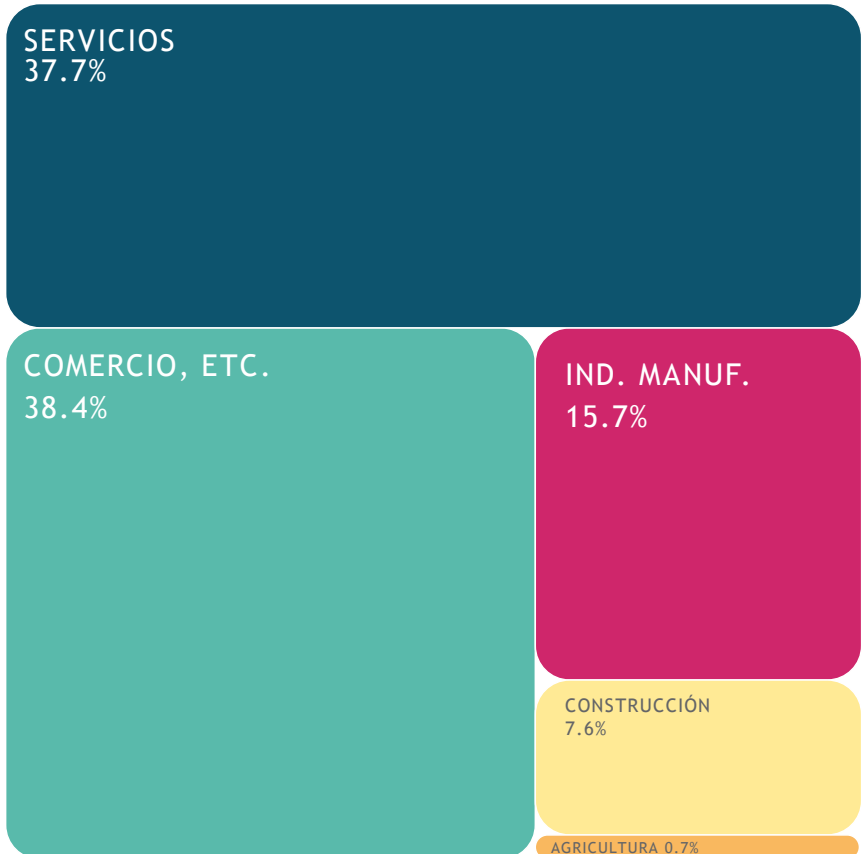 SERVICIOS
37.7%
COMERCIO, ETC.
38.4%
IND. MANUF.
15.7%
CONSTRUCCIÓN
7.6%
AGRICULTURA 0.7%